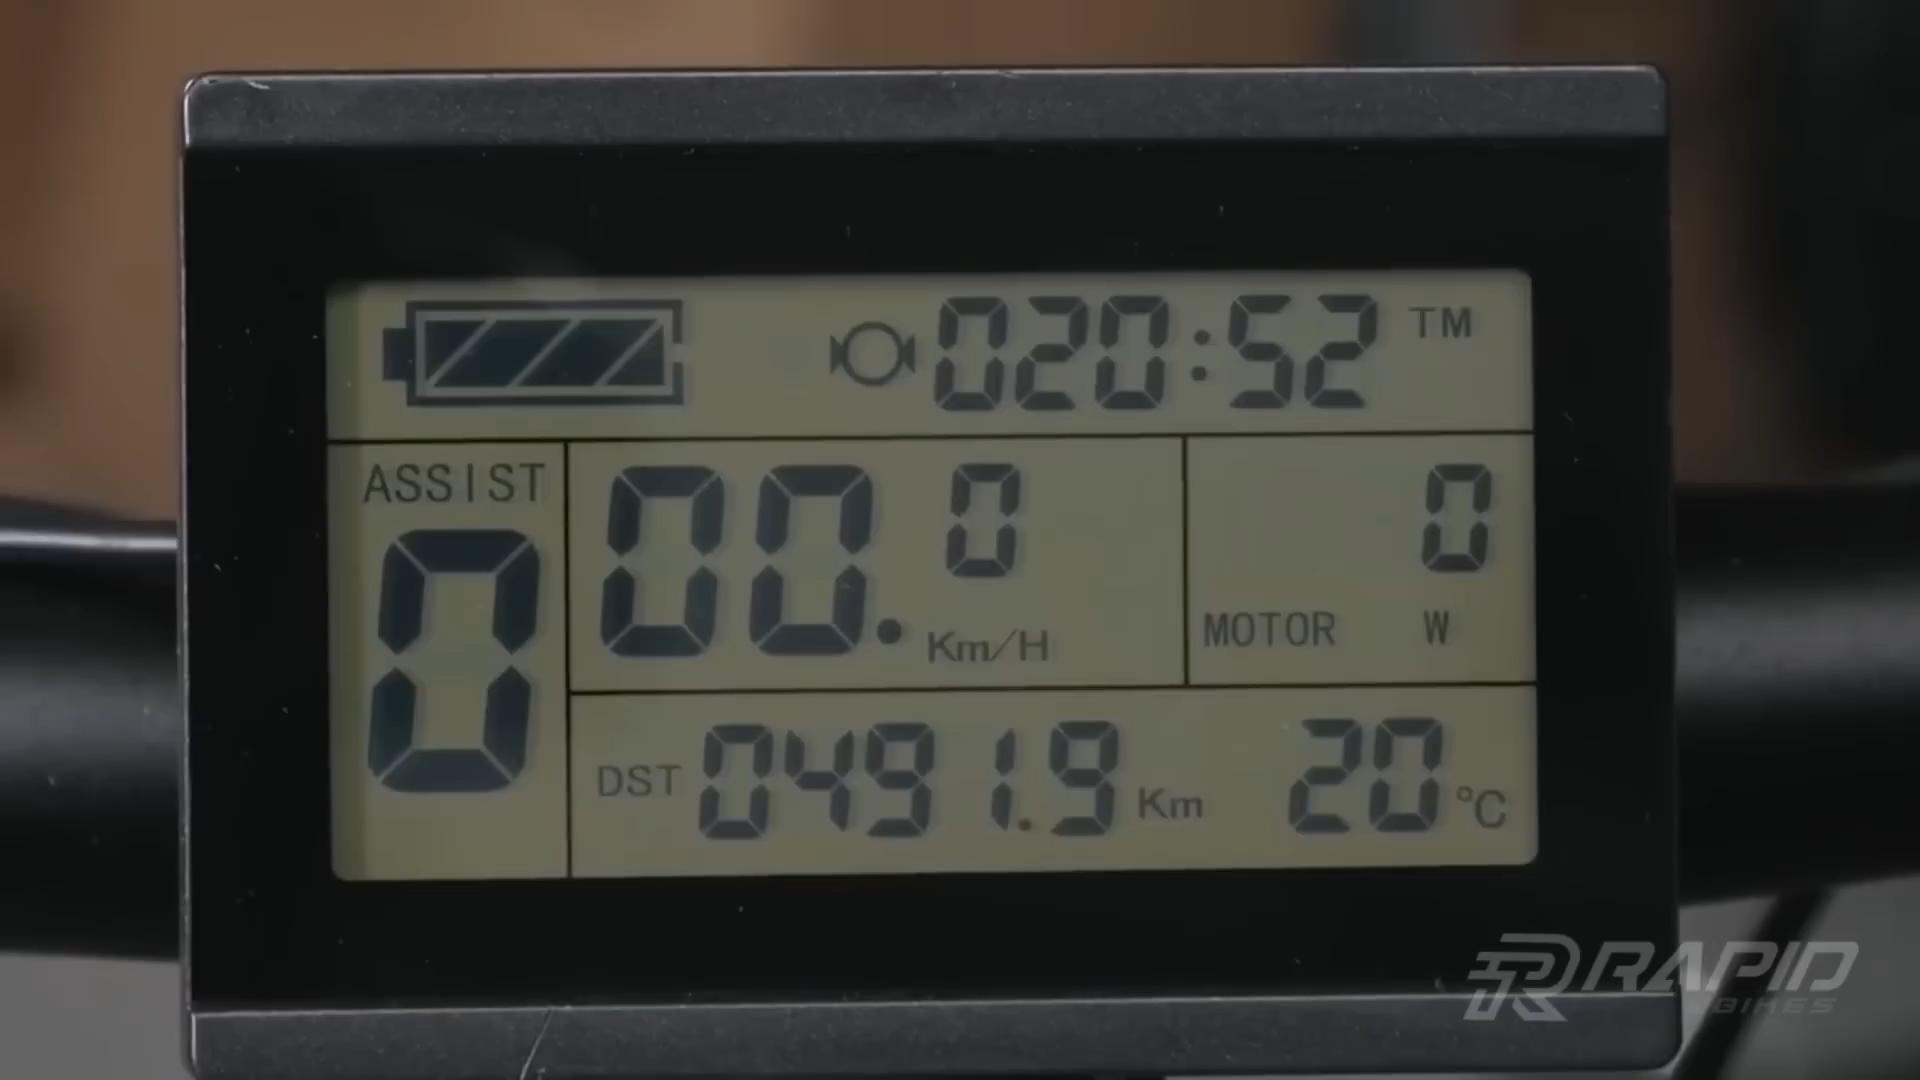 020:52 TM
ASSIST
0
00.0 Km/H
0
MOTOR W
DST 0491.9 Km 20 °C
RAPID
BIKES